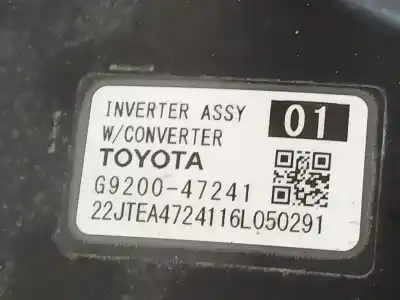 INVERTER ASSY 01
W/CONVERTER
TOYOTA
G9200-47241
22JTEA4724116L050291